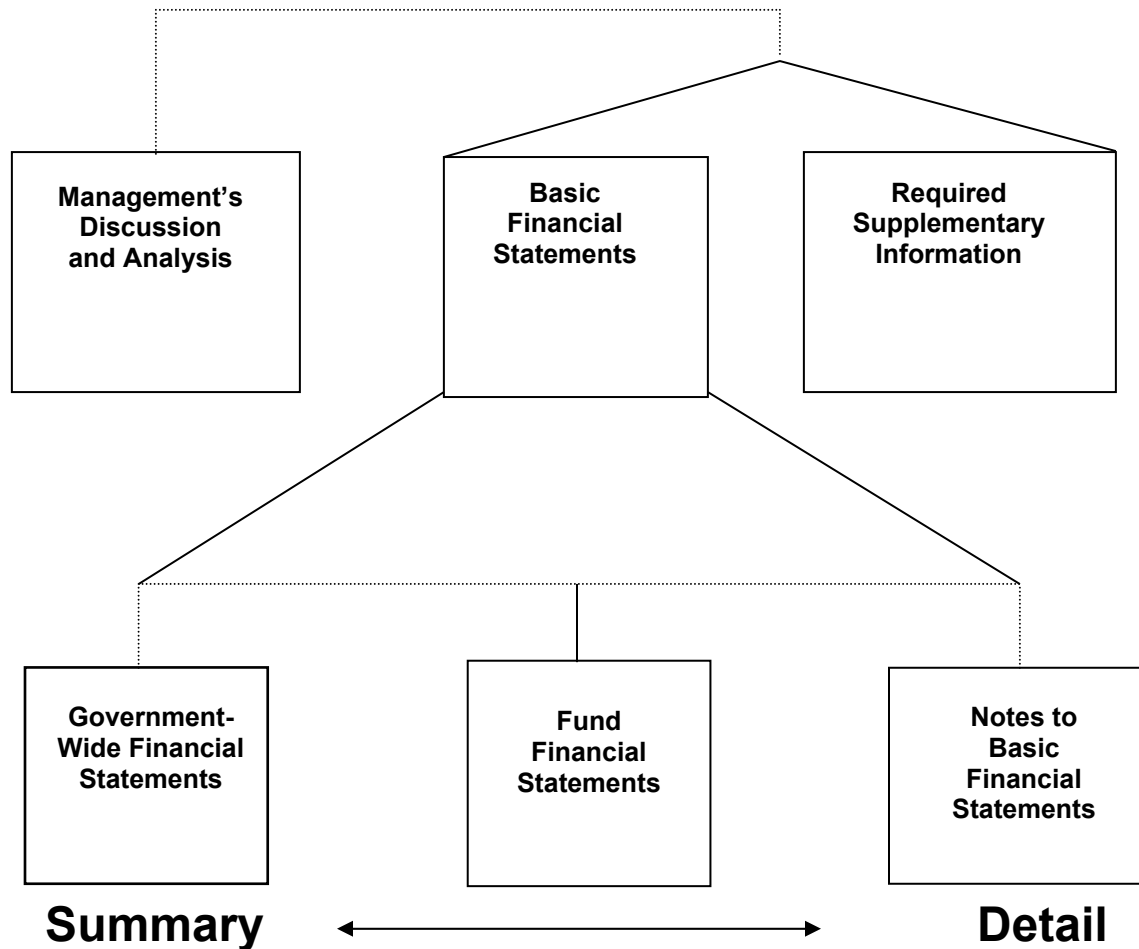 Management’s
Discussion
and Analysis
Basic
Financial
Statements
Required
Supplementary
Information
Government-
Wide Financial
Statements
Fund
Financial
Statements
Notes to
Basic
Financial
Statements
Summary
Detail